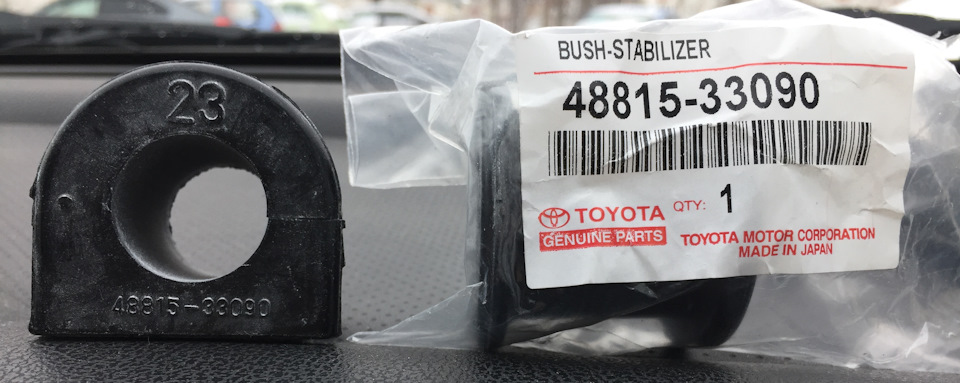 23
48815-33090
BUSH-STABILIZER
48815-33090
TOYOTA
GENUINE PARTS
QTY: 1
TOYOTA MOTOR CORPORATION
MADE IN JAPAN